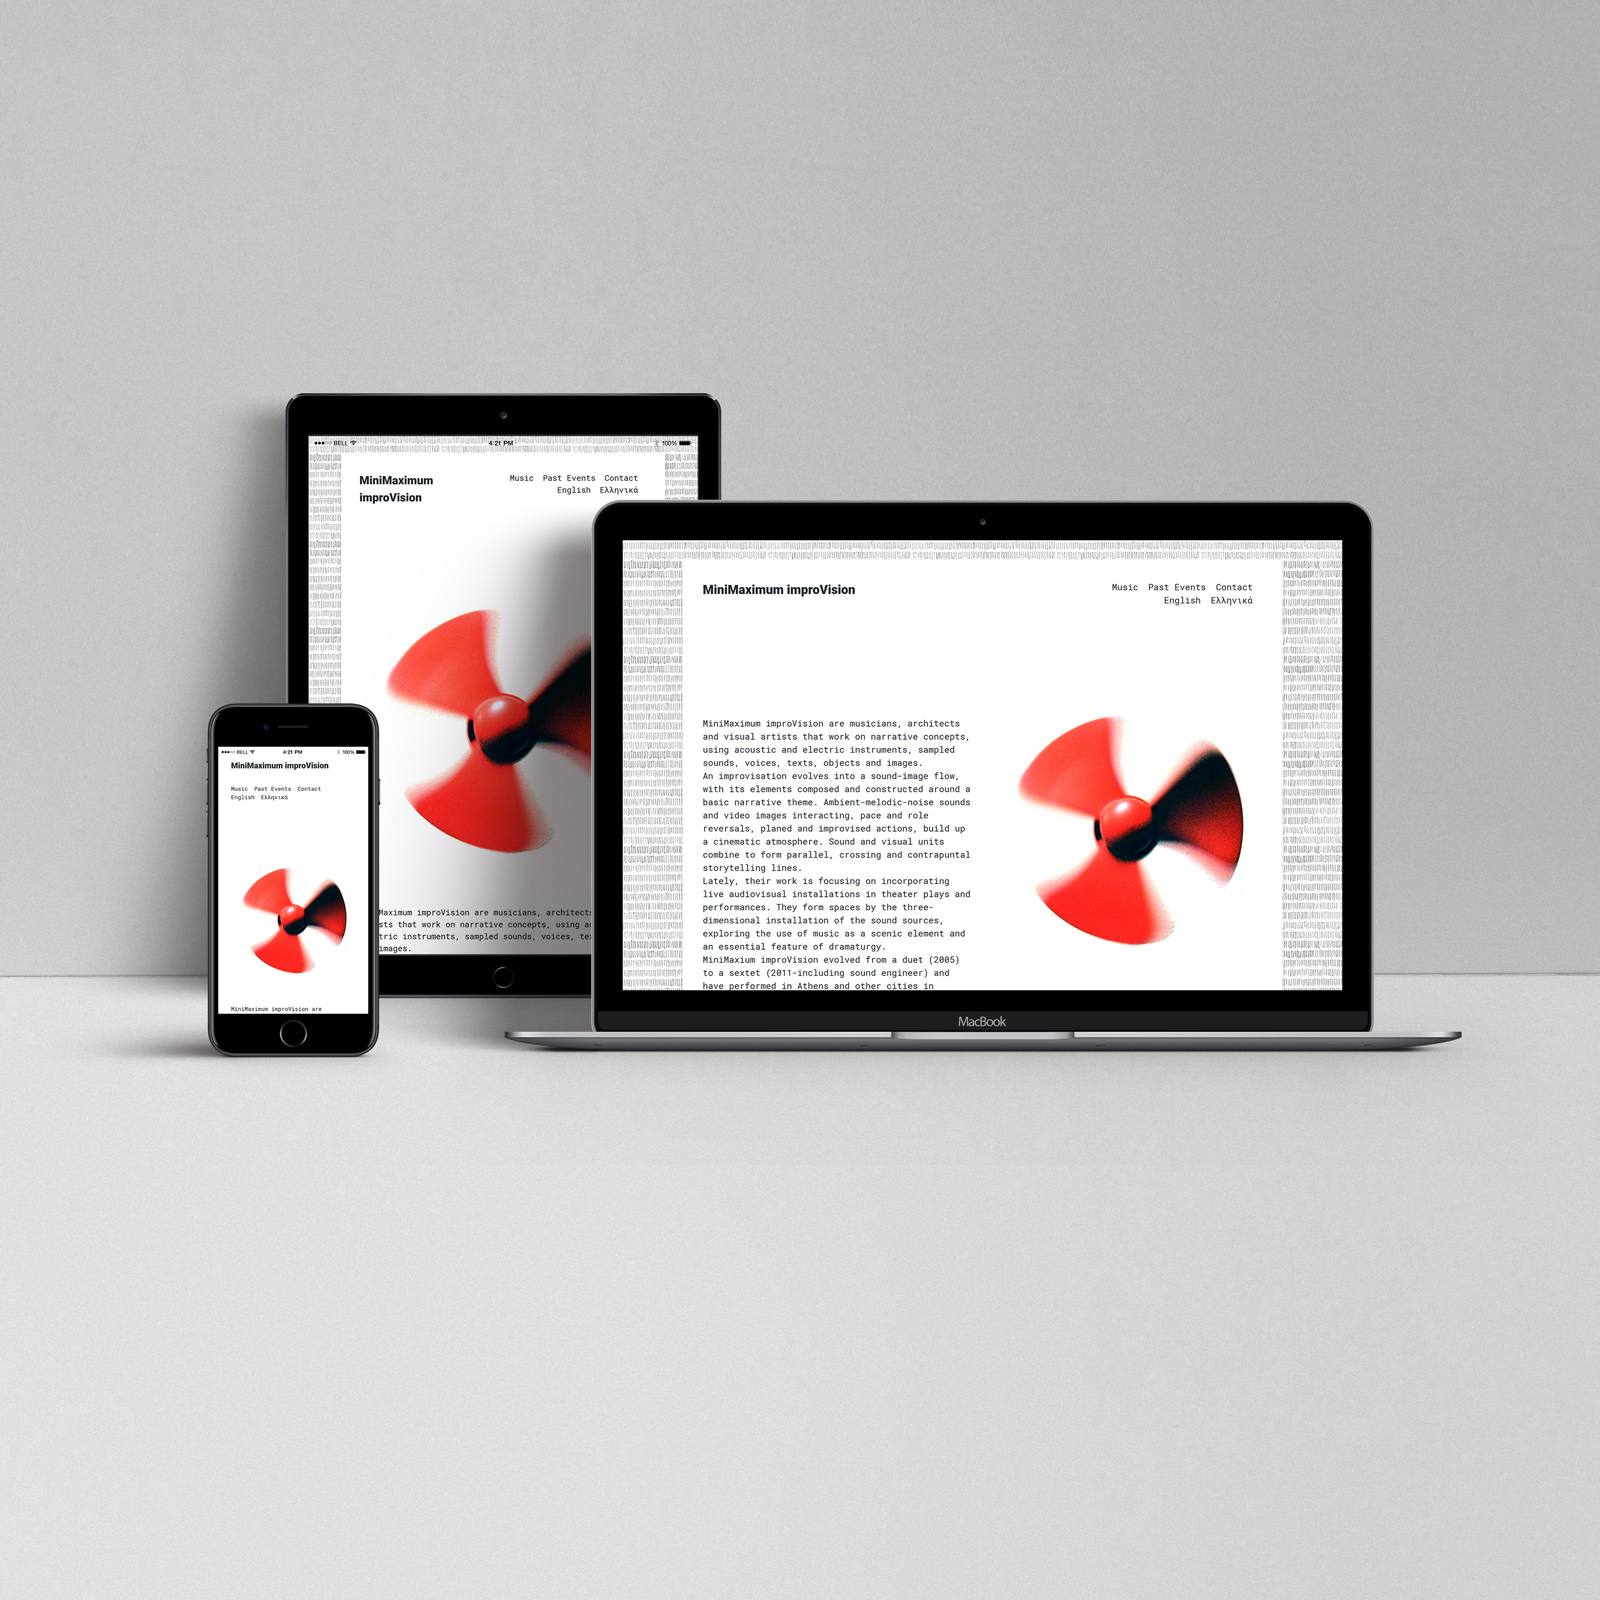 ●●●○○ BELL
4:21 PM
100%
MiniMaximum
improVision
Music Past Events Contact
English Ελληνικά
Maximum improVision are musicians, architects
sts that work on narrative concepts, using
tric instruments, sampled sounds, voices,
images.
●●●○○ BELL
4:21 PM
100%
MiniMaximum improVision
Music Past Events Contact
English Ελληνικά
MiniMaximum improVision are
MiniMaximum improVision
Music Past Events Contact
English Ελληνικά
MiniMaximum improVision are musicians, architects
and visual artists that work on narrative concepts,
using acoustic and electric instruments, sampled
sounds, voices, texts, objects and images.
An improvisation evolves into a sound-image flow,
with its elements composed and constructed around a
basic narrative theme. Ambient-melodic-noise sounds
and video images interacting, pace and role
reversals, planed and improvised actions, build up
a cinematic atmosphere. Sound and visual units
combine to form parallel, crossing and contrapuntal
storytelling lines.
Lately, their work is focusing on incorporating
live audiovisual installations in theater plays and
performances. They form spaces by the three-
dimensional installation of the sound sources,
exploring the use of music as a scenic element and
an essential feature of dramaturgy.
MiniMaxium improVision evolved from a duet (2005)
to a sextet (2011-including sound engineer) and
have performed in Athens and other cities in
MacBook